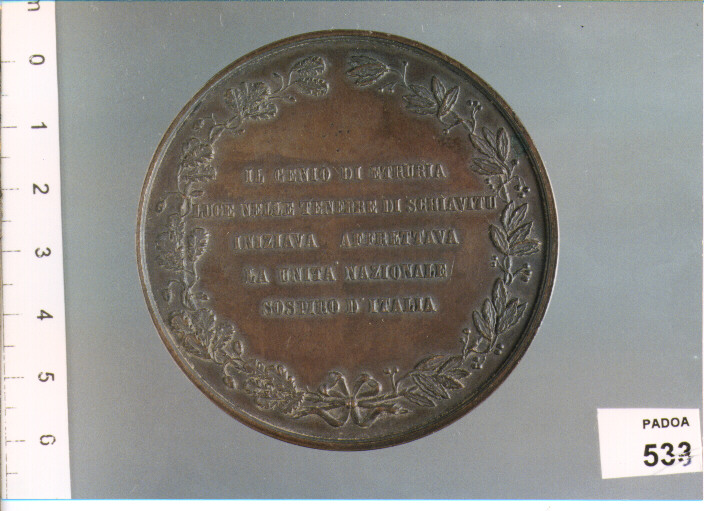 IL GENIO DI ETRURIA
LUCE NELLE TENEBRE DI SCHIAVITU
INIZIAVA AFFRETTAVA
LA UNITA NAZIONALE
SOSPIRO D'ITALIA
m
0
1
2
3
4
5
6
PADOA
533